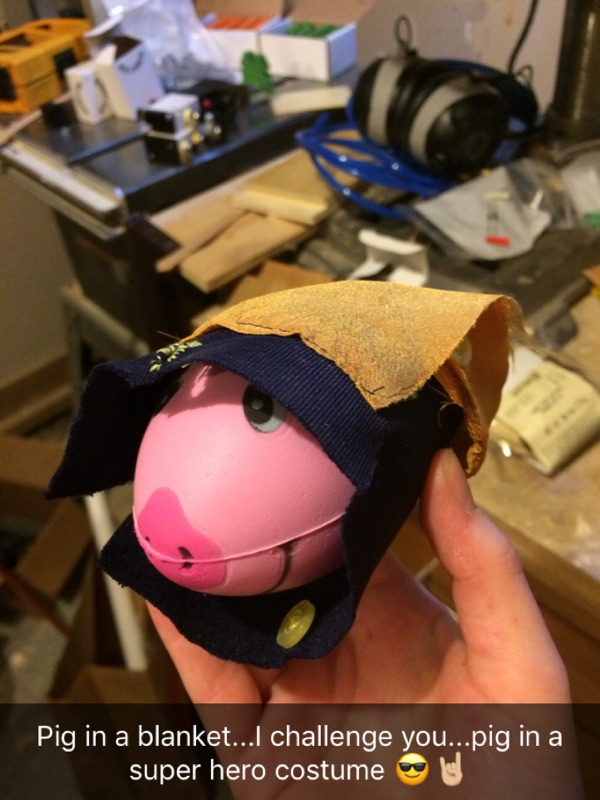 Pig in a blanket...I challenge you...pig in a
super hero costume 😎🤘🏻